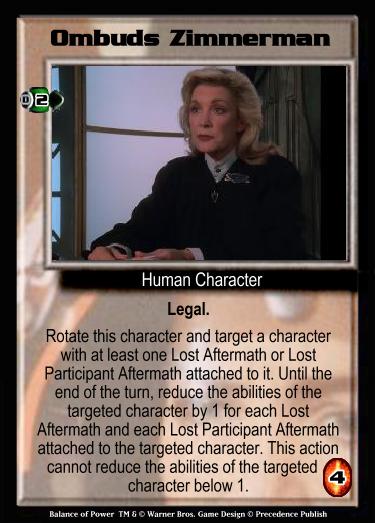 Ombuds Zimmerman
D 2
Human Character
Legal.
Rotate this character and target a character
with at least one Lost Aftermath or Lost
Participant Aftermath attached to it. Until the
end of the turn, reduce the abilities of the
targeted character by 1 for each Lost
Aftermath and each Lost Participant Aftermath
attached to the targeted character. This action
cannot reduce the abilities of the targeted
character below 1.
4
Balance of Power TM & © Warner Bros. Game Design © Precedence Publish